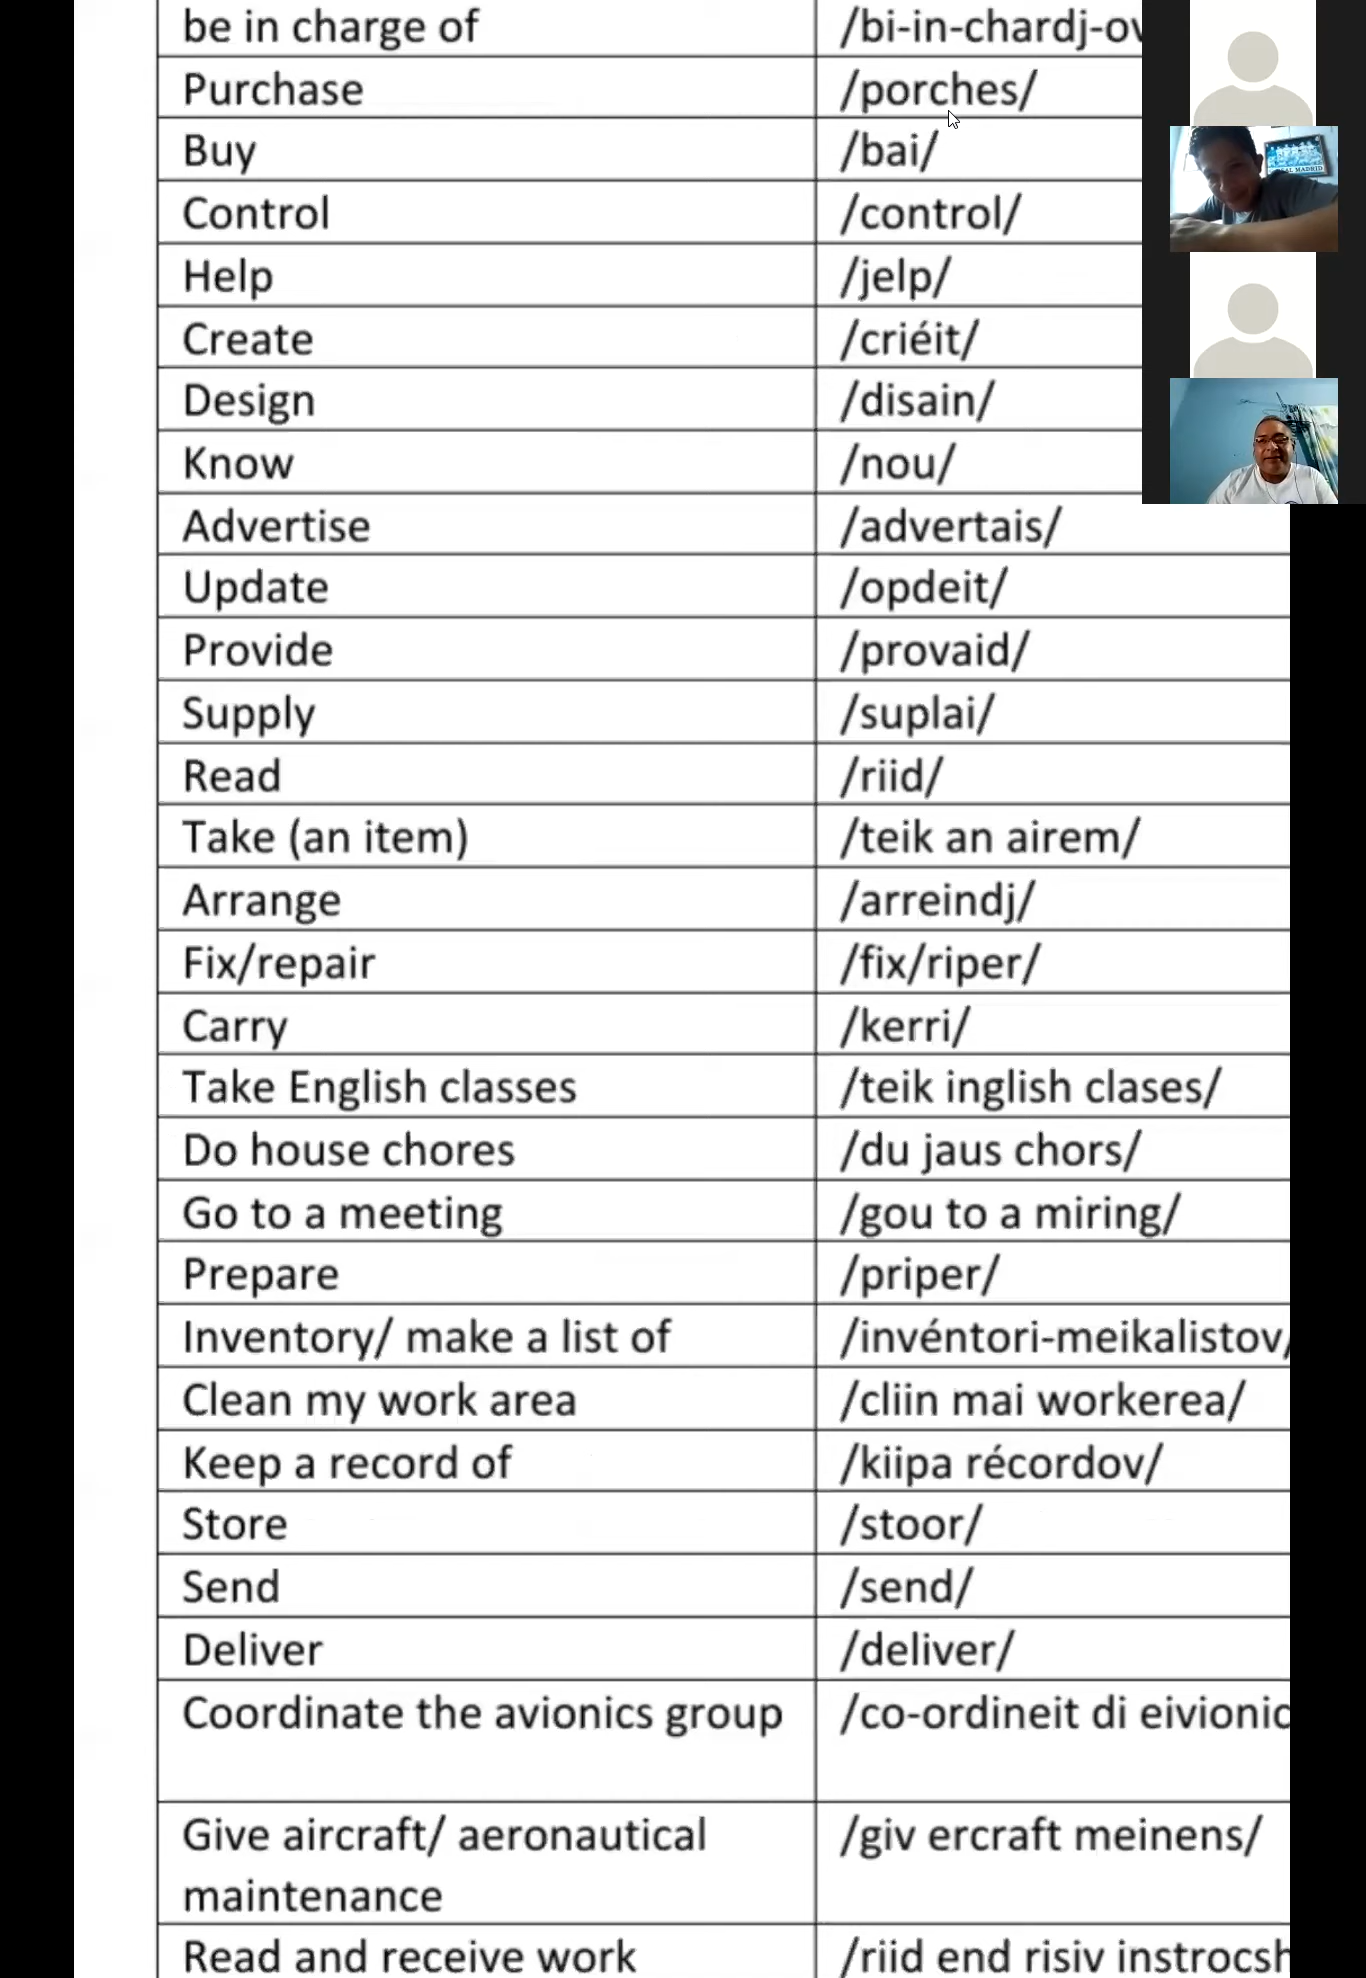 be in charge of /bi-in-chardj-ov
Purchase /porches/
Buy /bai/
Control /control/
Help /jelp/
Create /criéit/
Design /disain/
Know /nou/
Advertise /advertais/
Update /opdeit/
Provide /provaid/
Supply /suplai/
Read /riid/
Take (an item) /teik an airem/
Arrange /arreindj/
Fix/repair /fix/riper/
Carry /kerri/
Take English classes /teik inglish clases/
Do house chores /du jaus chors/
Go to a meeting /gou to a miring/
Prepare /priper/
Inventory/ make a list of /invéntori-meikalistov/
Clean my work area /cliin mai workerea/
Keep a record of /kiipa récordov/
Store /stoor/
Send /send/
Deliver /deliver/
Coordinate the avionics group /co-ordineit di eivionic
Give aircraft/ aeronautical /giv ercraft meinens/
maintenance
Read and receive work /riid end risiv instrocsh
MADRID